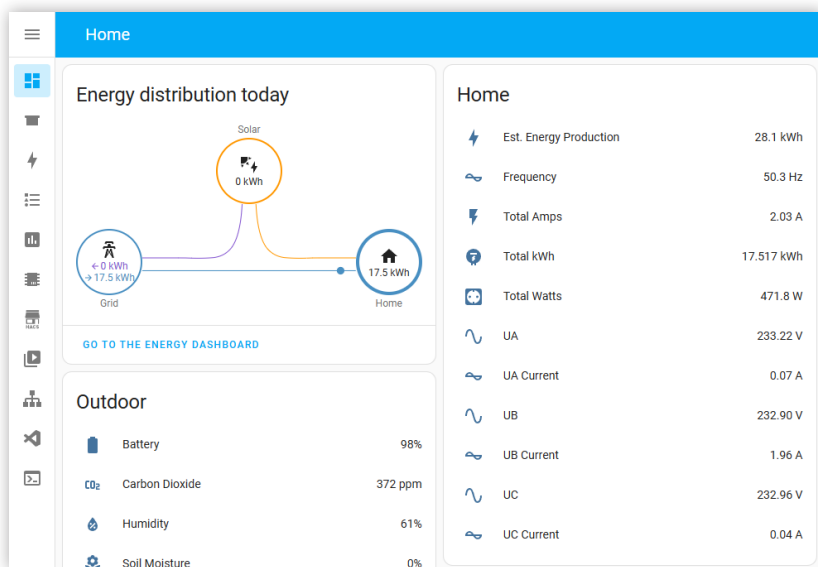 Home
Energy distribution today
Solar
0 kWh
←0 kWh
→17.5 kWh
Grid
17.5 kWh
Home
GO TO THE ENERGY DASHBOARD
Outdoor
Battery 98%
CO₂ Carbon Dioxide 372 ppm
Humidity 61%
Soil Moisture 0%
Home
Est. Energy Production 28.1 kWh
Frequency 50.3 Hz
Total Amps 2.03 A
Total kWh 17.517 kWh
Total Watts 471.8 W
UA 233.22 V
UA Current 0.07 A
UB 232.90 V
UB Current 1.96 A
UC 232.96 V
UC Current 0.04 A
HACS